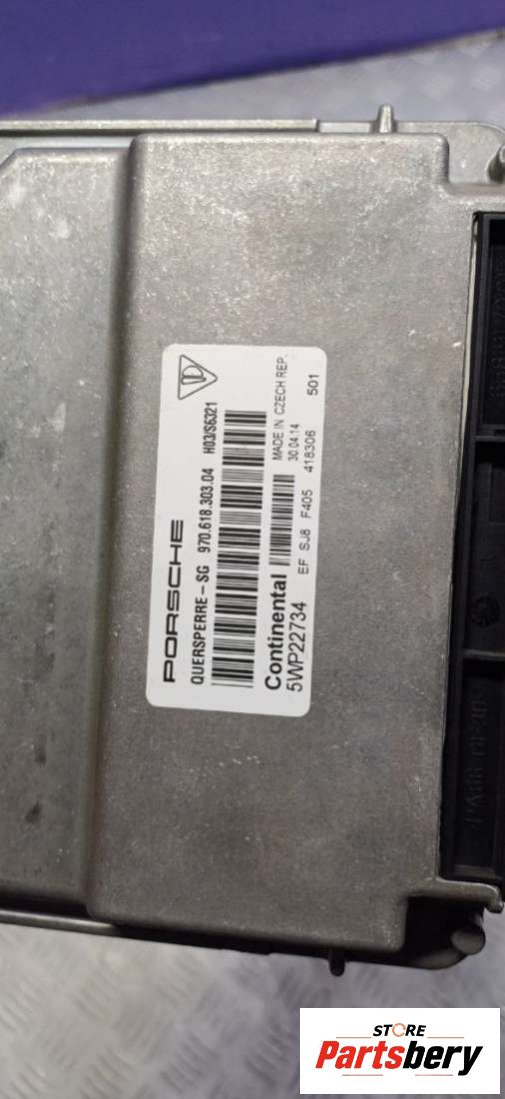 PORSCHE
QUERSPERRE-SG 970.618.303.04 H03/S6321
Continental MADE IN CZECH REP.
30.04.14
5WP22734 EF SJ8 F405 418306 501
STORE
Partsbery